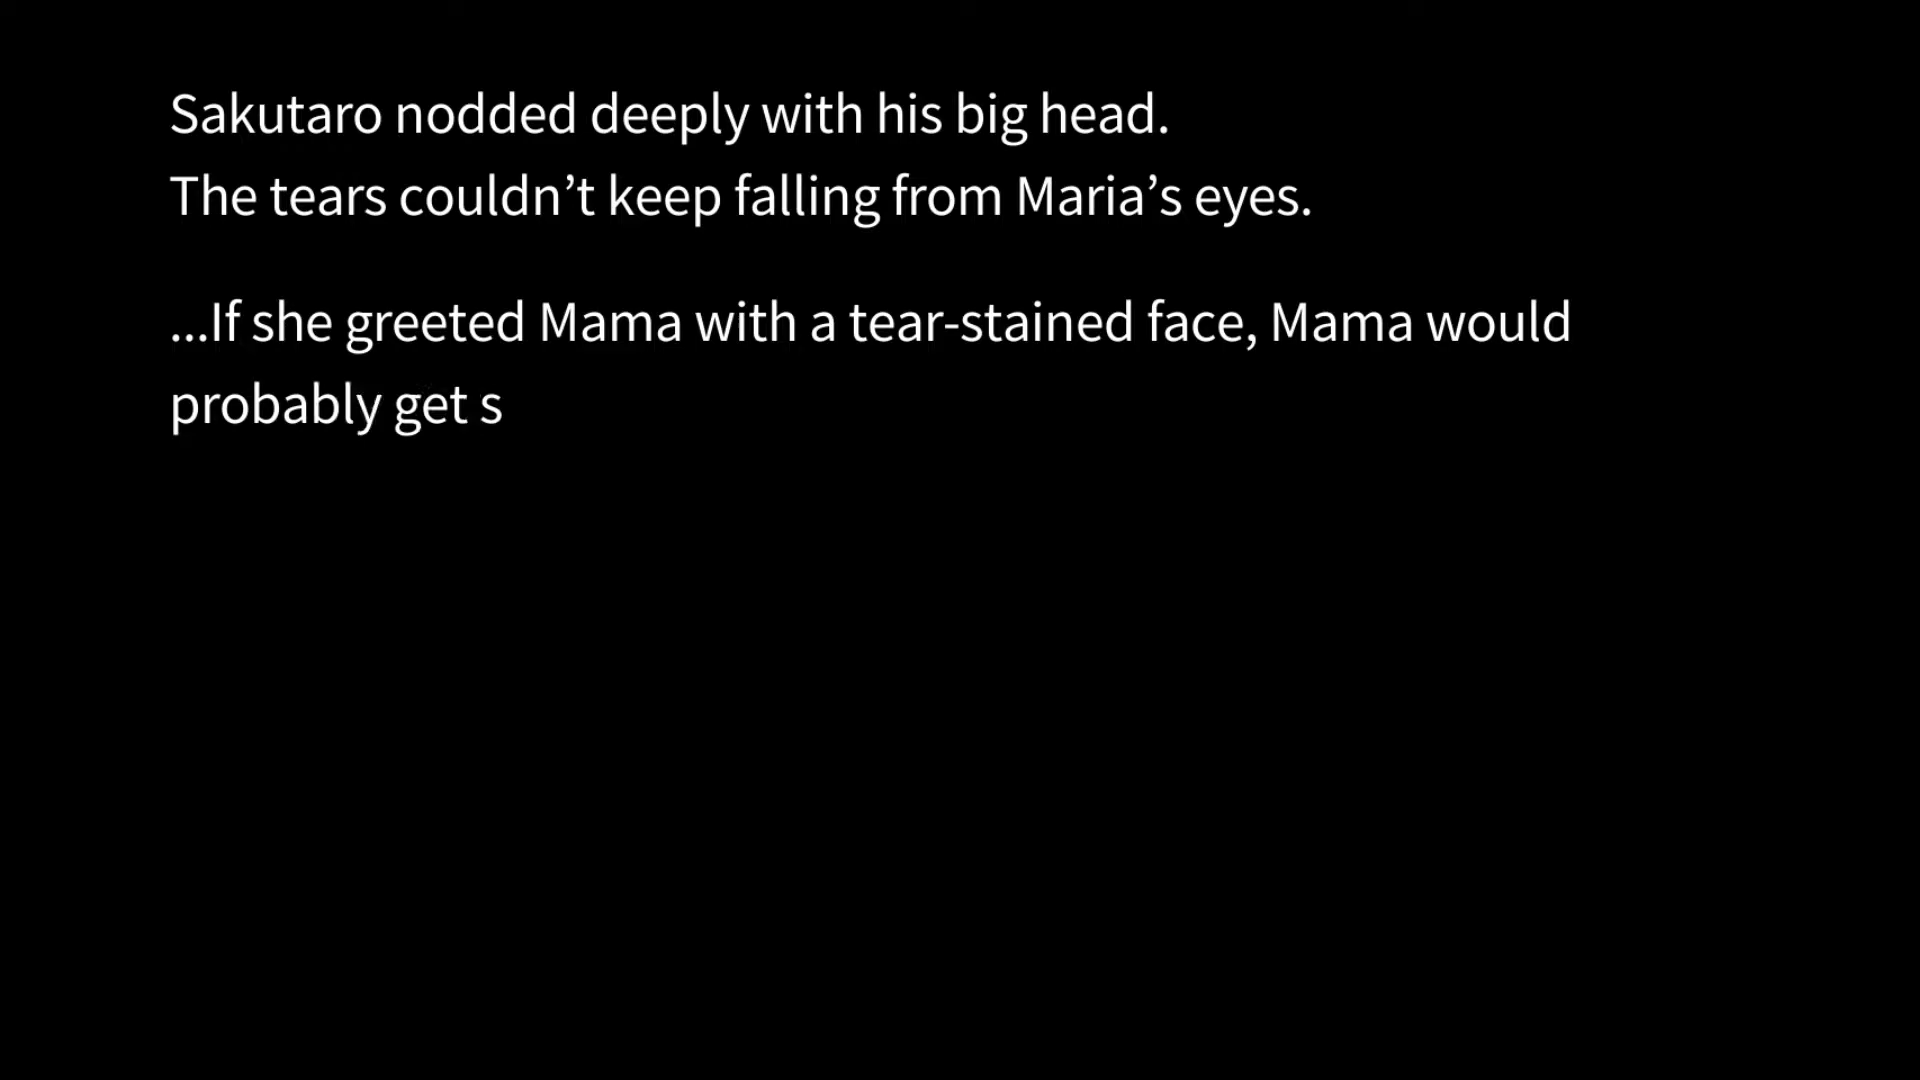 Sakutaro nodded deeply with his big head.
The tears couldn’t keep falling from Maria’s eyes.
...If she greeted Mama with a tear-stained face, Mama would
probably get s